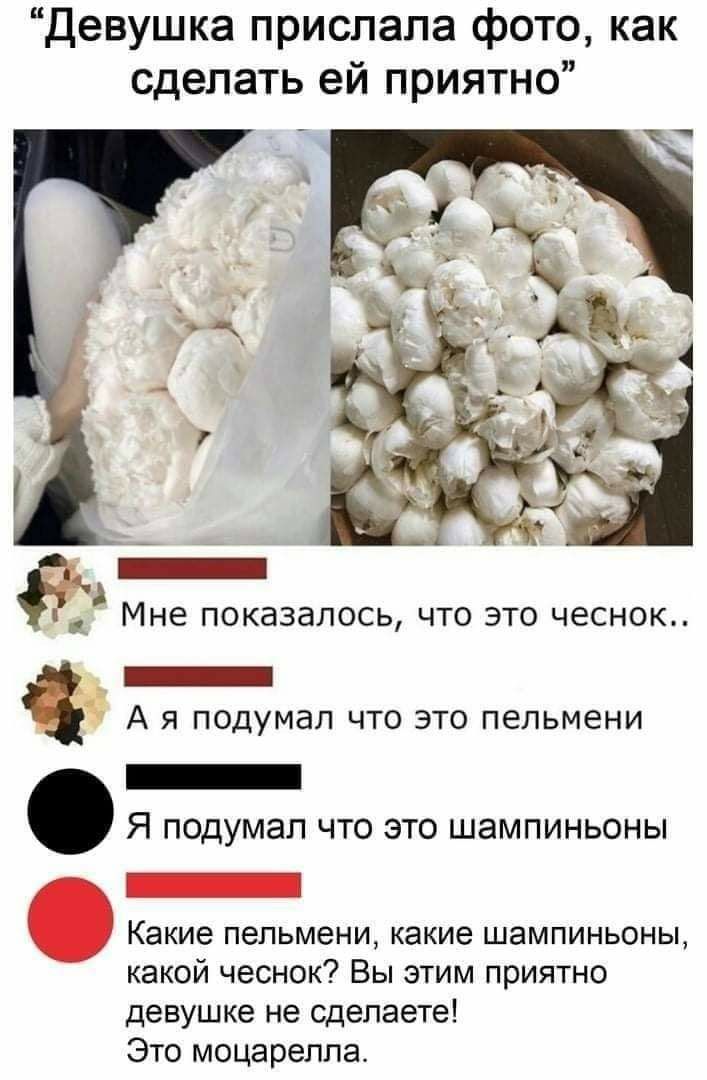 “Девушка прислала фото, как
сделать ей приятно”
Мне показалось, что это чеснок..
А я подумал что это пельмени
Я подумал что это шампиньоны
Какие пельмени, какие шампиньоны,
какой чеснок? Вы этим приятно
девушке не сделаете!
Это моцарелла.